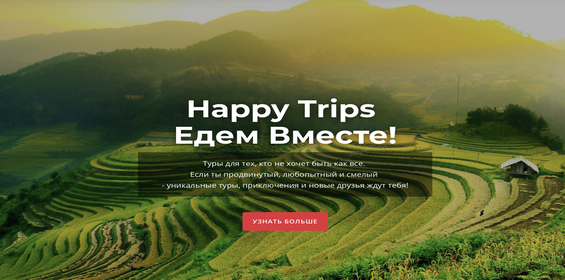 Happy Trips
Едем Вместе!
Туры для тех, кто не хочет быть как все.
Если ты продвинутый, любопытный и смелый
- уникальные туры, приключения и новые друзья ждут тебя!
УЗНАТЬ БОЛЬШЕ